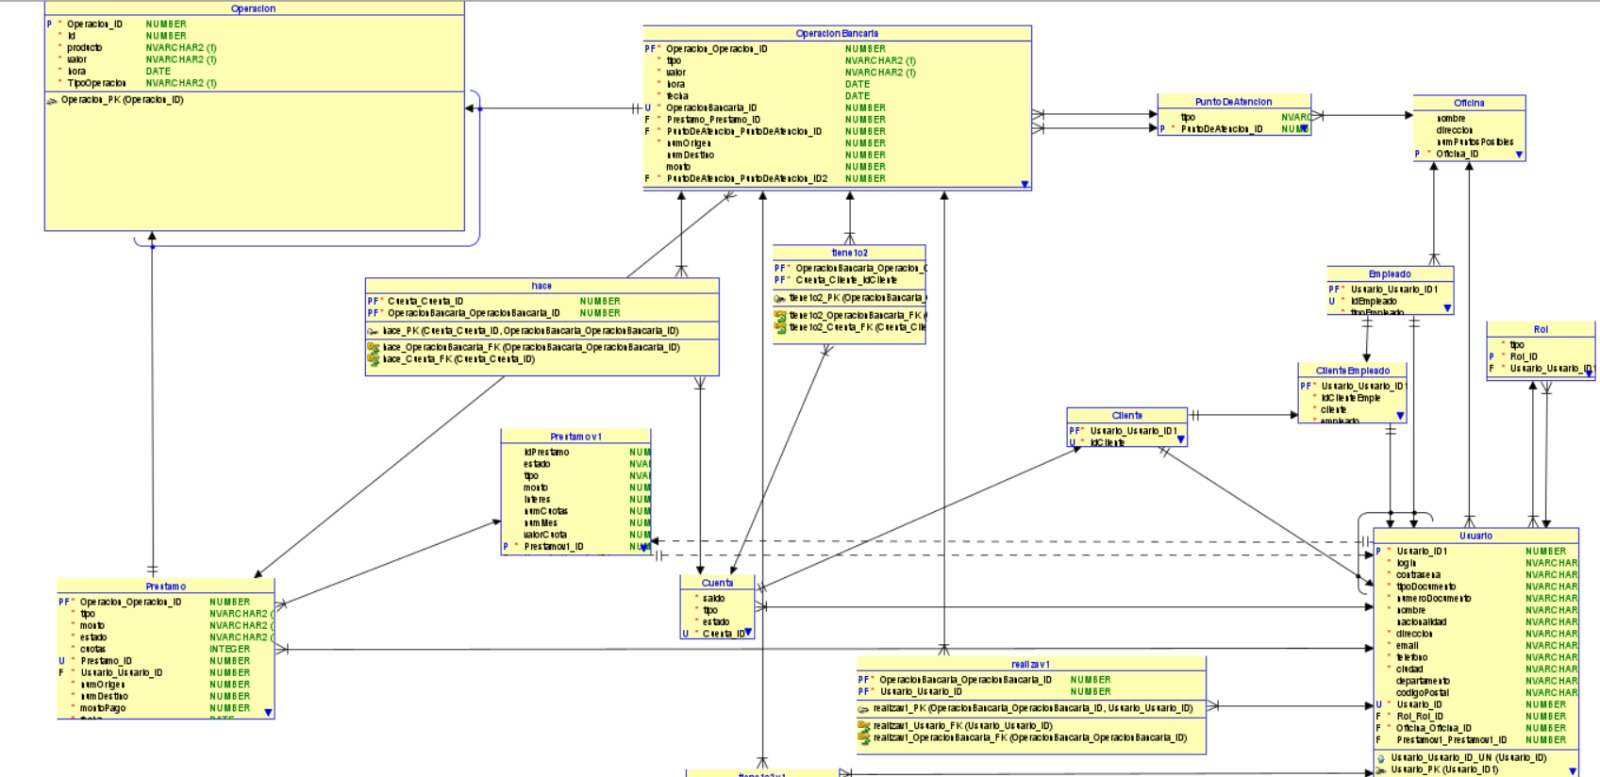 Operacion
P * Operacion_ID NUMBER
* Id NUMBER
* producto NVARCHAR2 (1)
* valor NVARCHAR2 (1)
* hora DATE
* TipoOperacion NVARCHAR2 (1)
Operacion_PK (Operacion_ID)
OperacionBancaria
PF * Operacion_Operacion_ID NUMBER
* tipo NVARCHAR2 (1)
* valor NVARCHAR2 (1)
* hora DATE
* fecha DATE
U * OperacionBancaria_ID NUMBER
F * Prestamo_Prestamo_ID NUMBER
F * PuntoDeAtencion_PuntoDeAtencion_ID NUMBER
* numOrigen NUMBER
numDestino NUMBER
monto NUMBER
F * PuntoDeAtencion_PuntoDeAtencion_ID2 NUMBER
PuntoDeAtencion
tipo NVARC
P * PuntoDeAtencion_ID NUMB
Oficina
nombre
direccion
numPuntosPosibles
P * Oficina_ID
tiene1o2
PF * OperacionBancaria_Operacion_
PF * Cuenta_Cliente_idCliente
tiene1o2_PK (OperacionBancaria_
tiene1o2_OperacionBancaria_FK (
tiene1o2_Cuenta_FK (Cuenta_Clie
hace
PF * Cuenta_Cuenta_ID NUMBER
PF * OperacionBancaria_OperacionBancaria_ID NUMBER
hace_PK (Cuenta_Cuenta_ID, OperacionBancaria_OperacionBancaria_ID)
hace_OperacionBancaria_FK (OperacionBancaria_OperacionBancaria_ID)
hace_Cuenta_FK (Cuenta_Cuenta_ID)
Empleado
PF * Usuario_Usuario_ID1
U * idEmpleado
tipoEmpleado
Rol
* tipo
P * Rol_ID
F * Usuario_Usuario_ID1
ClienteEmpleado
PF * Usuario_Usuario_ID1
* idClienteEmple
* cliente
* empleado
Cliente
PF * Usuario_Usuario_ID1
U * idCliente
Prestamov1
idPrestamo NUM
estado NVA
tipo NVA
monto NUM
interes NUM
numCuotas NUM
numMes NUM
valorCuota NUM
P * Prestamov1_ID NUM
Cuenta
* saldo
* tipo
* estado
U * Cuenta_ID
Usuario
P * Usuario_ID1 NUMBER
* login NVARCHAR
* contrasena NVARCHAR
* tipoDocumento NVARCHAR
* numeroDocumento NVARCHAR
* nombre NVARCHAR
nacionalidad NVARCHAR
* direccion NVARCHAR
* email NVARCHAR
* telefono NVARCHAR
* ciudad NVARCHAR
departamento NVARCHAR
codigoPostal NVARCHAR
U * Usuario_ID NUMBER
F * Rol_Rol_ID NUMBER
F * Oficina_Oficina_ID NUMBER
F Prestamov1_Prestamov1_ID NUMBER
Usuario_Usuario_ID_UN (Usuario_ID)
Usuario_PK (Usuario_ID1)
Prestamo
PF * Operacion_Operacion_ID NUMBER
* tipo NVARCHAR2 (
* monto NVARCHAR2 (
* estado NVARCHAR2 (
* cuotas INTEGER
U * Prestamo_ID NUMBER
F * Usuario_Usuario_ID NUMBER
* numOrigen NUMBER
* numDestino NUMBER
* montoPago NUMBER
DATE
realizav1
PF * OperacionBancaria_OperacionBancaria_ID NUMBER
PF * Usuario_Usuario_ID NUMBER
realizav1_PK (OperacionBancaria_OperacionBancaria_ID, Usuario_Usuario_ID)
realizav1_Usuario_FK (Usuario_Usuario_ID)
realizav1_OperacionBancaria_FK (OperacionBancaria_OperacionBancaria_ID)